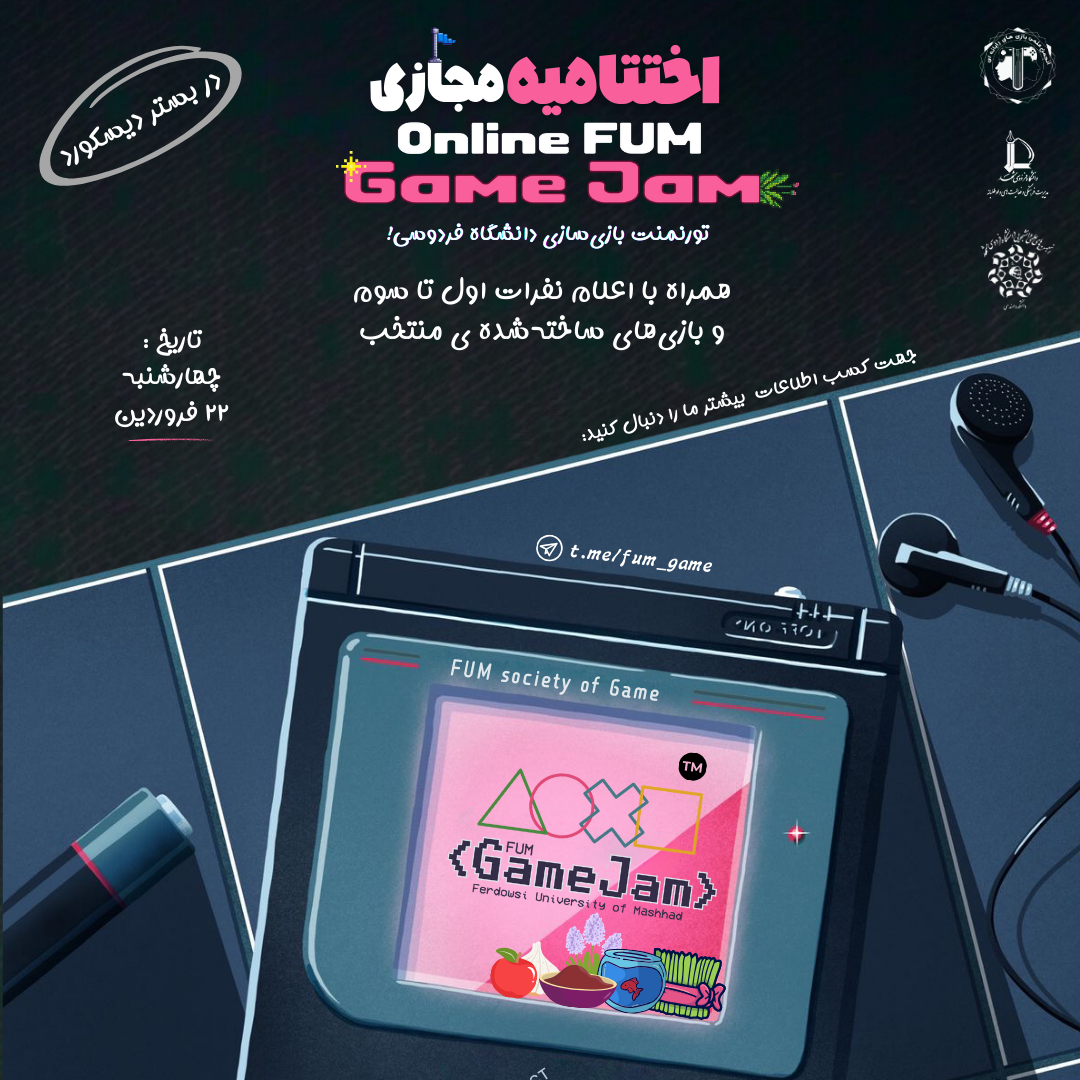 اختتامیه مجازی
Online FUM
Game Jam
تورنمنت بازی‌سازی دانشگاه فردوسی!
در بستر دیسکورد
همراه با اعلام نفرات اول تا سوم
و بازی‌های ساخته‌شده ی منتخب
تاریخ :
چهارشنبه
۲۲ فروردین
جهت کسب اطلاعات بیشتر ما را دنبال کنید:
t.me/fum_game
FUM society of Game
TM
FUM
<GameJam>
Ferdowsi University of Mashhad